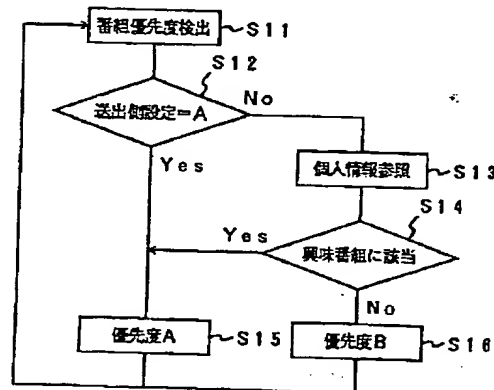 番組優先度検出 S11
S12
送出側設定=A
No
Yes
個人情報参照 S13
S14
Yes
興味番組に該当
No
優先度A S15
優先度B S16